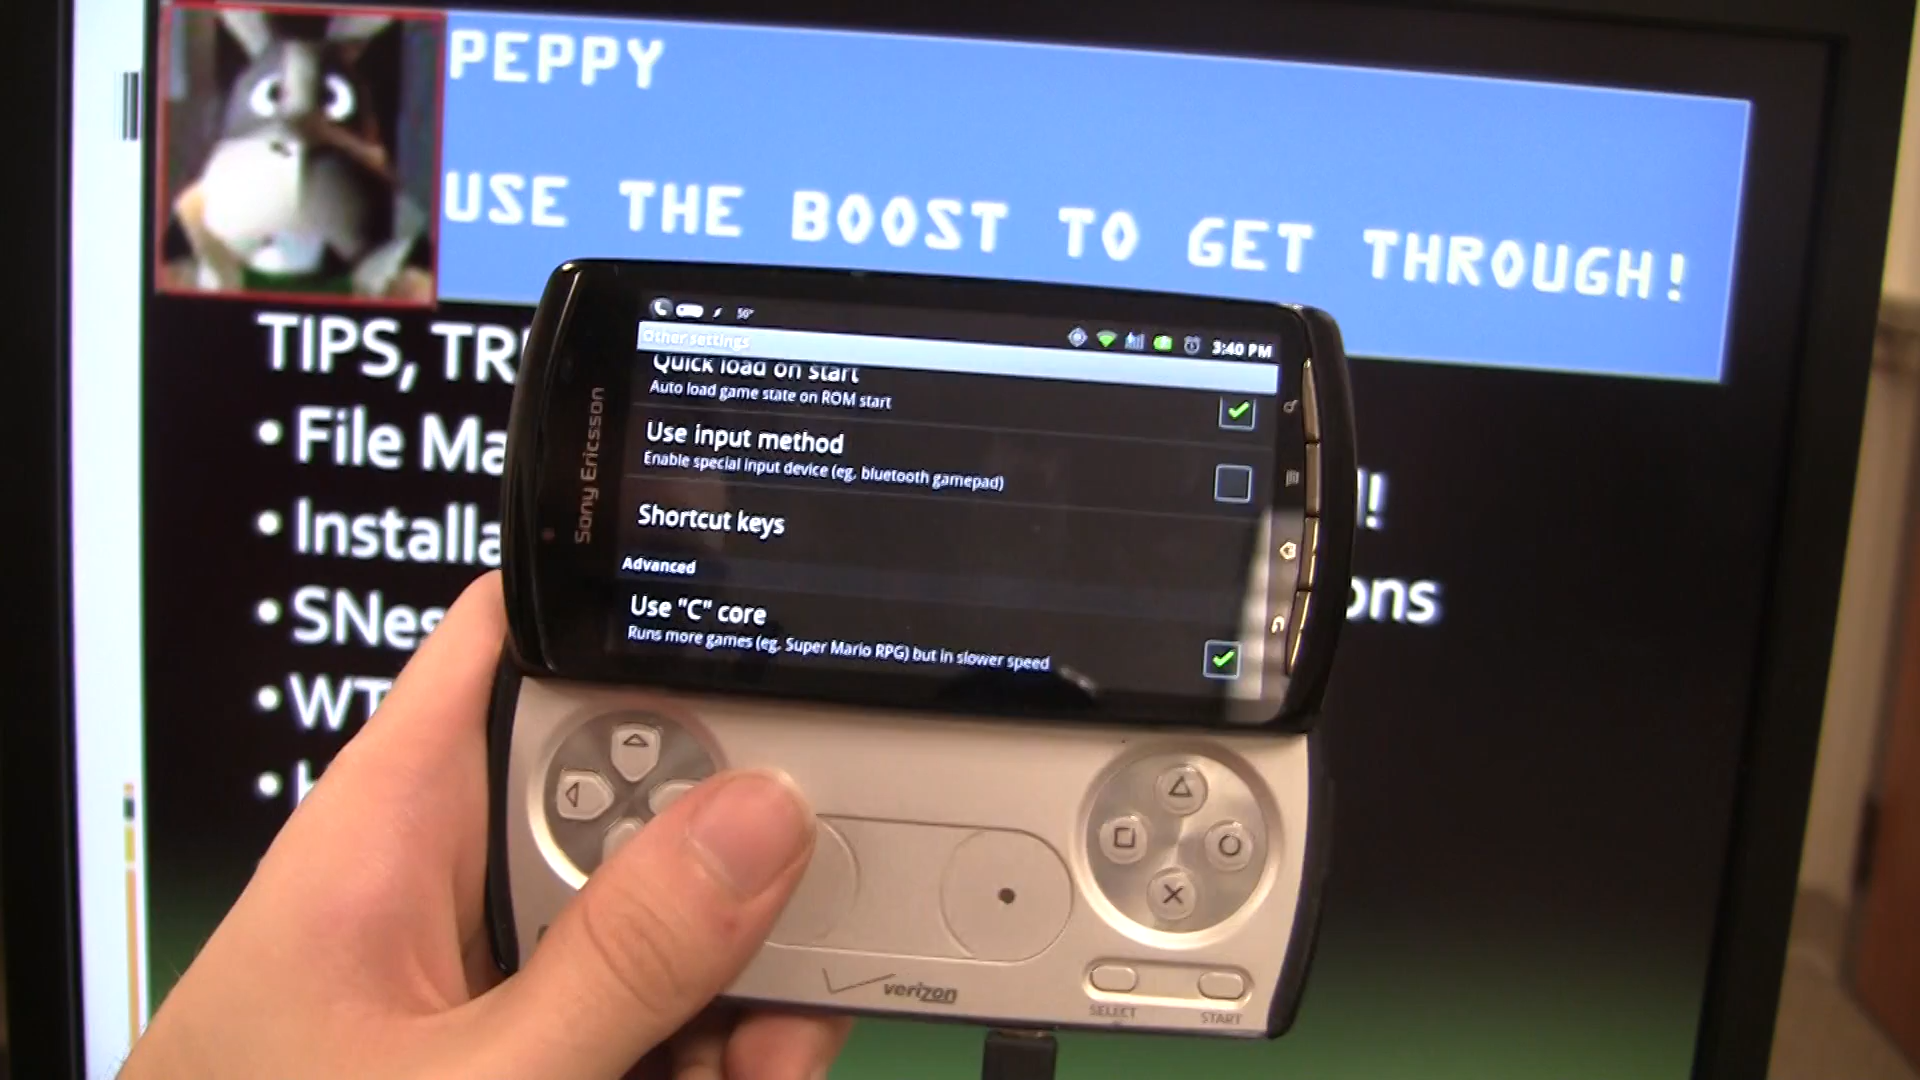 PEPPY
USE THE BOOST TO GET THROUGH!
TIPS, TR
• File Ma
• Installa
• SNes
• WT
ons
Sony Ericsson
3:40 PM
Other settings
Quick load on start
Auto load game state on ROM start
Use input method
Enable special input device (eg, bluetooth gamepad)
Shortcut keys
Advanced
Use "C" core
Runs more games (eg. Super Mario RPG) but in slower speed
verizon
SELECT
START